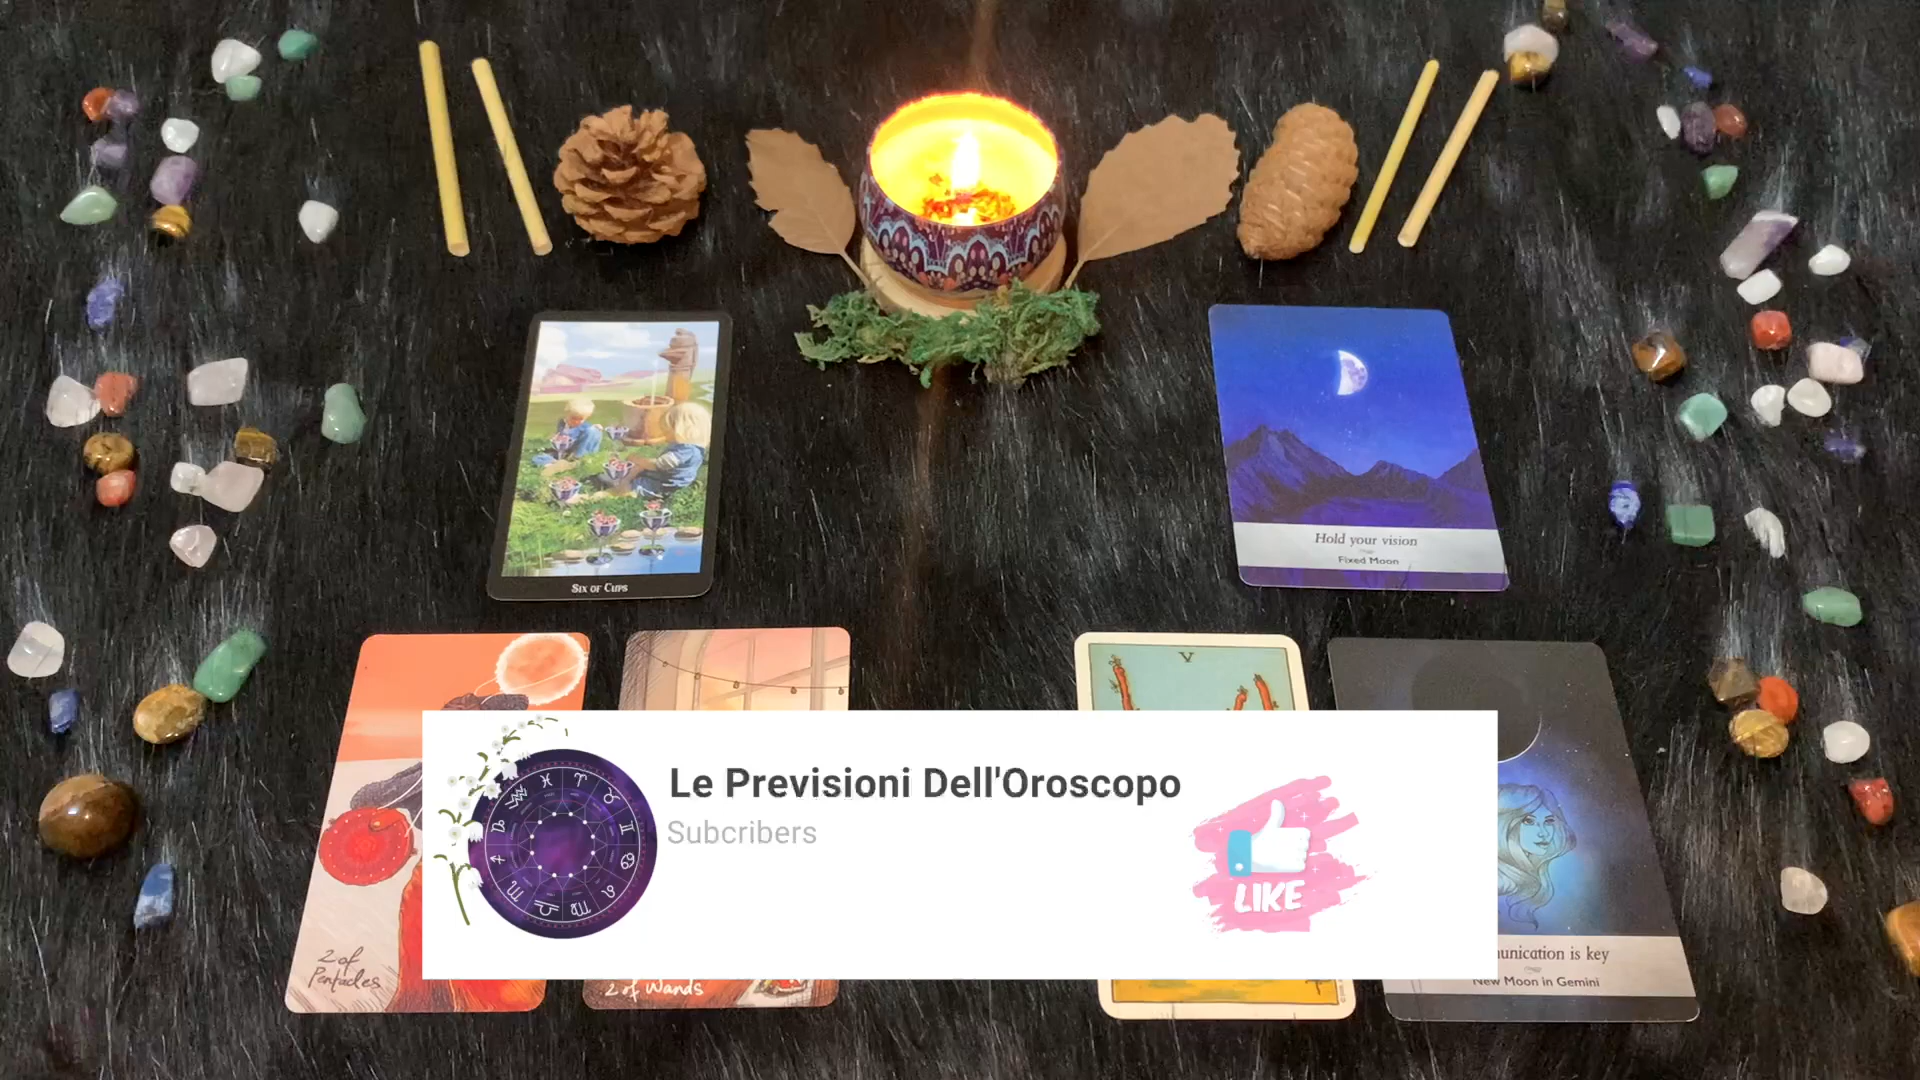 Six of Cups
Hold your vision
Fixed Moon
V
Le Previsioni Dell'Oroscopo
Subcribers
LIKE
2 of
Pentacles
2 of Wands
is key
New Moon in Gemini